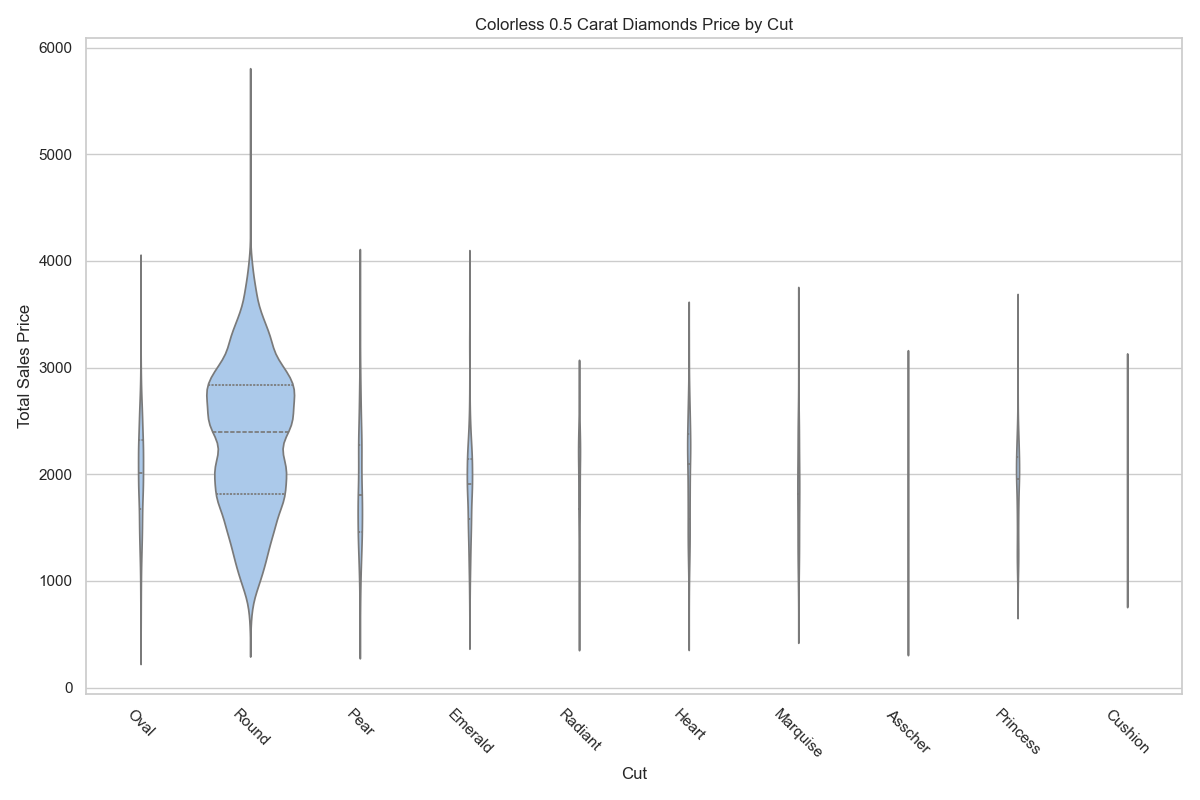 Colorless 0.5 Carat Diamonds Price by Cut
6000
5000
4000
3000
2000
1000
0
Total Sales Price
Oval
Round
Pear
Emerald
Radiant
Heart
Marquise
Asscher
Princess
Cushion
Cut